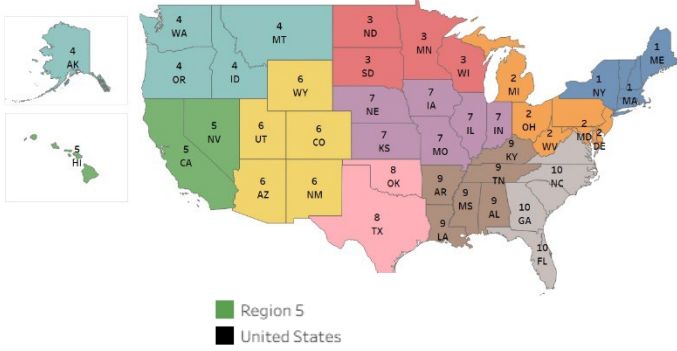 4
WA
4
MT
3
ND
3
MN
1
ME
4
AK
4
OR
4
ID
3
SD
3
WI
2
MI
1
NY
1
MA
6
WY
7
NE
7
IA
7
IL
7
IN
2
OH
2
MD
2
DE
2
WV
5
HI
5
NV
5
CA
6
UT
6
CO
7
KS
7
MO
9
KY
9
TN
10
NC
6
AZ
6
NM
8
OK
8
TX
9
AR
9
MS
9
AL
10
GA
9
LA
10
FL
Region 5
United States